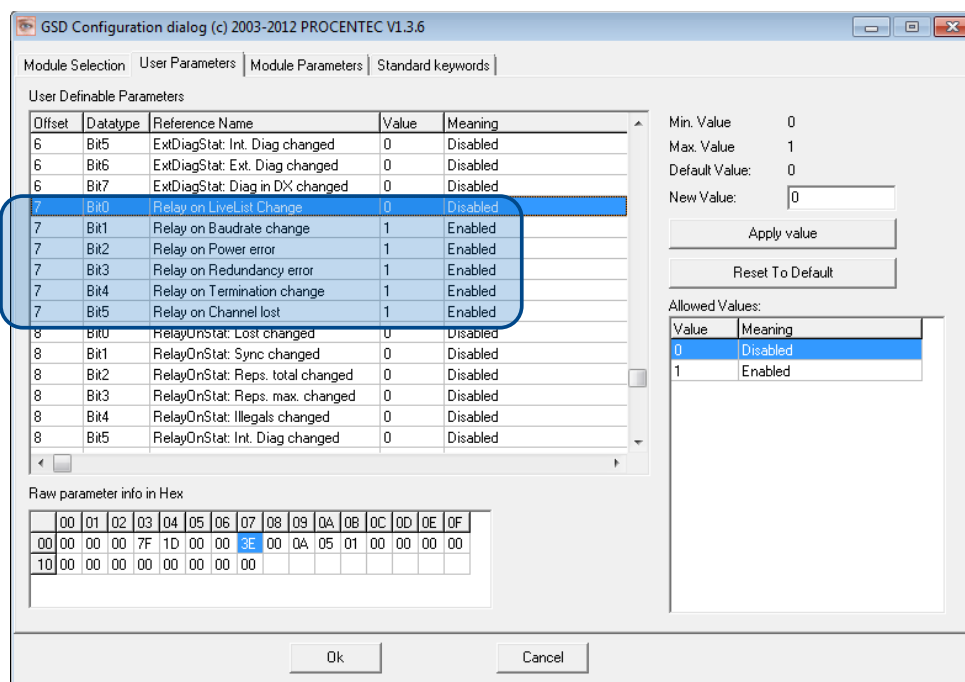 GSD Configuration dialog (c) 2003-2012 PROCENTEC V1.3.6
Module Selection User Parameters Module Parameters Standard keywords
User Definable Parameters
Offset Datatype Reference Name Value Meaning
6 Bit5 ExtDiagStat: Int. Diag changed 0 Disabled
6 Bit6 ExtDiagStat: Ext. Diag changed 0 Disabled
6 Bit7 ExtDiagStat: Diag in DX changed 0 Disabled
7 Bit0 Relay on LiveList Change 0 Disabled
7 Bit1 Relay on Baudrate change 1 Enabled
7 Bit2 Relay on Power error 1 Enabled
7 Bit3 Relay on Redundancy error 1 Enabled
7 Bit4 Relay on Termination change 1 Enabled
7 Bit5 Relay on Channel lost 1 Enabled
8 Bit0 RelayOnStat: Lost changed 0 Disabled
8 Bit1 RelayOnStat: Sync changed 0 Disabled
8 Bit2 RelayOnStat: Reps. total changed 0 Disabled
8 Bit3 RelayOnStat: Reps. max. changed 0 Disabled
8 Bit4 RelayOnStat: Illegals changed 0 Disabled
8 Bit5 RelayOnStat: Int. Diag changed 0 Disabled
Min. Value 0
Max. Value 1
Default Value: 0
New Value: 0
Apply value
Reset To Default
Allowed Values:
Value Meaning
0 Disabled
1 Enabled
Raw parameter info in Hex
00 01 02 03 04 05 06 07 08 09 0A 0B 0C 0D 0E 0F
00 00 00 00 7F 1D 00 00 3E 00 0A 05 01 00 00 00 00
10 00 00 00 00 00 00 00 00
Ok Cancel